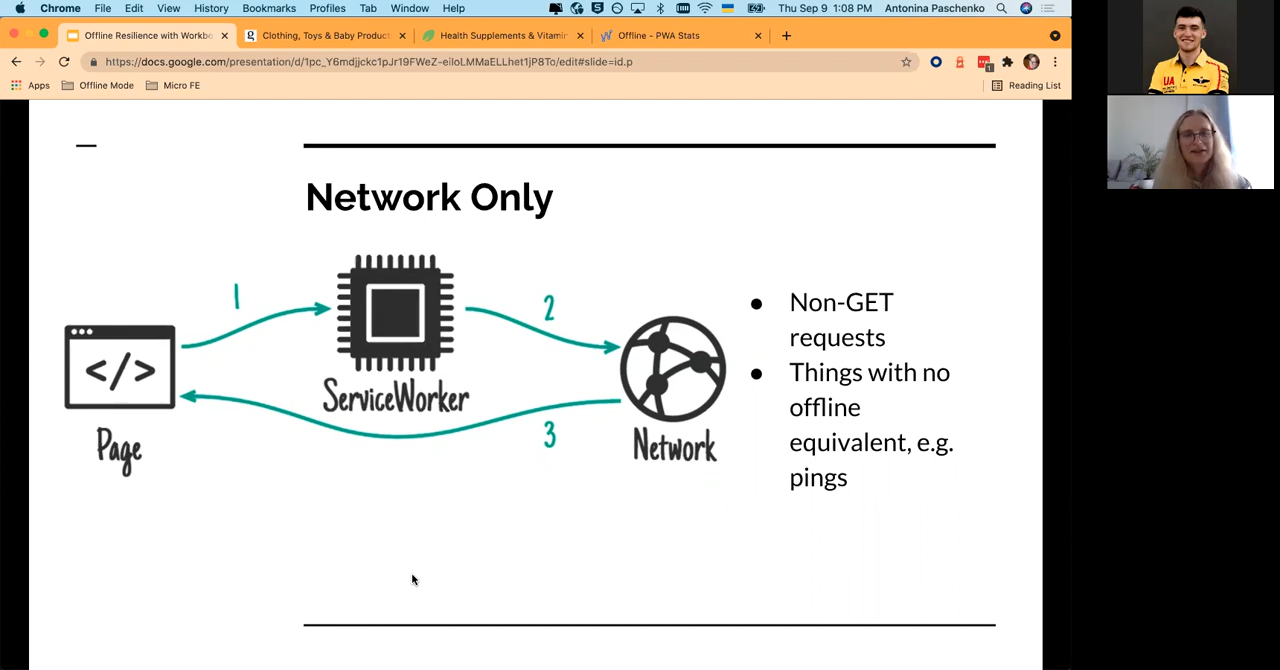 Chrome File Edit View History Bookmarks Profiles Tab Window Help Thu Sep 9 1:08 PM Antonina Paschenko
Offline Resilience with Workbo Clothing, Toys & Baby Product Health Supplements & Vitamin Offline - PWA Stats
https://docs.google.com/presentation/d/1pc_Y6mdjjckc1pJr19FWeZ-eiloLMMaELLhet1jP8To/edit#slide=id.p
Apps Offline Mode Micro FE Reading List
Network Only
1
2
3
</>
Page
ServiceWorker
Network
● Non-GET
requests
● Things with no
offline
equivalent, e.g.
pings
UA